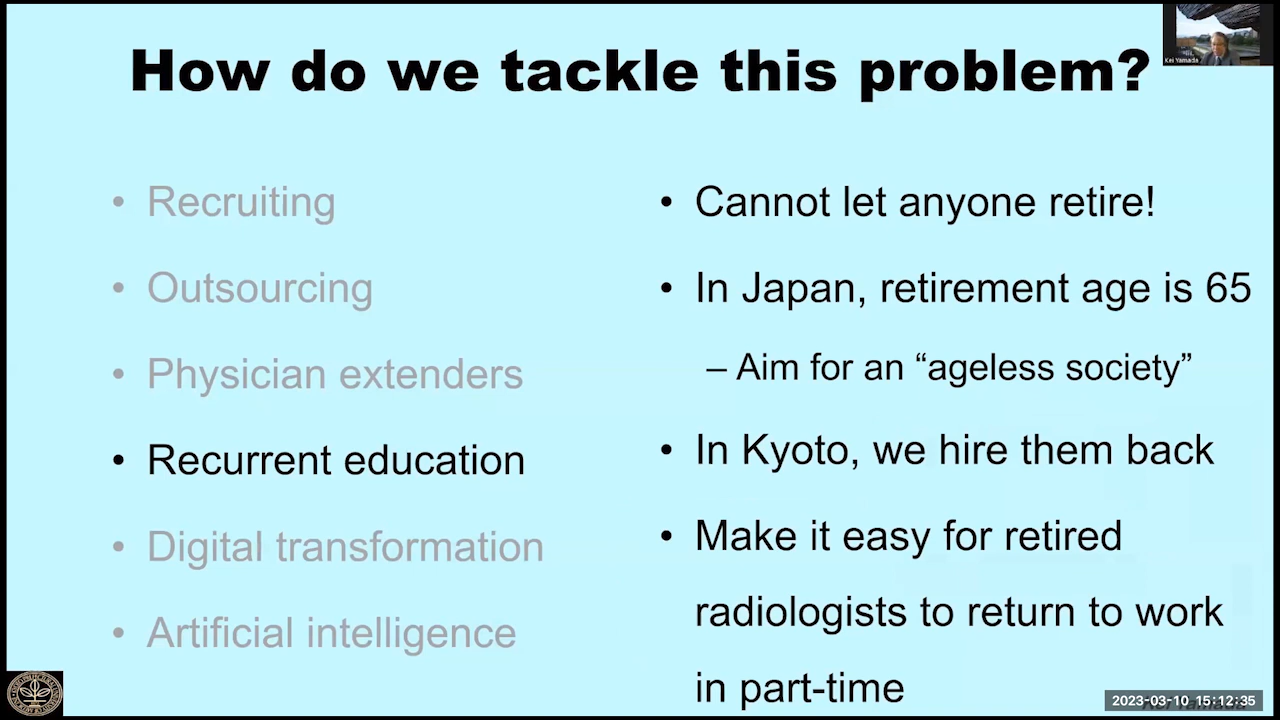 How do we tackle this problem?
Kei Yamada
• Recruiting
• Outsourcing
• Physician extenders
• Recurrent education
• Digital transformation
• Artificial intelligence
• Cannot let anyone retire!
• In Japan, retirement age is 65
– Aim for an “ageless society”
• In Kyoto, we hire them back
• Make it easy for retired
radiologists to return to work
in part-time
2023-03-10 15:12:35